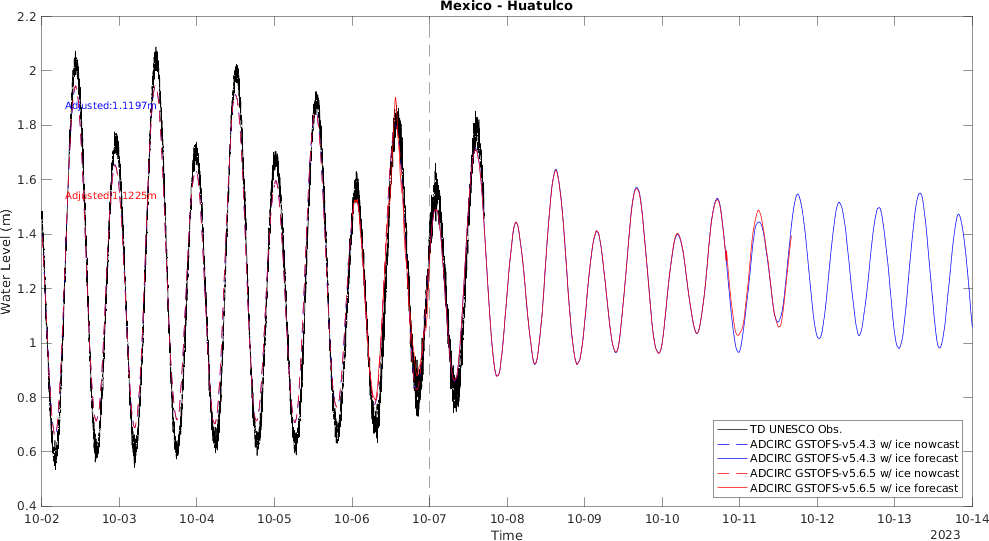 Mexico - Huatulco
2.2
2
1.8
1.6
1.4
1.2
1
0.8
0.6
0.4
Water Level (m)
Adjusted:1.1197m
Adjusted:1.1225m
TD UNESCO Obs.
ADCIRC GSTOFS-v5.4.3 w/ ice nowcast
ADCIRC GSTOFS-v5.4.3 w/ ice forecast
ADCIRC GSTOFS-v5.6.5 w/ ice nowcast
ADCIRC GSTOFS-v5.6.5 w/ ice forecast
10-02 10-03 10-04 10-05 10-06 10-07 10-08 10-09 10-10 10-11 10-12 10-13 10-14
Time
2023